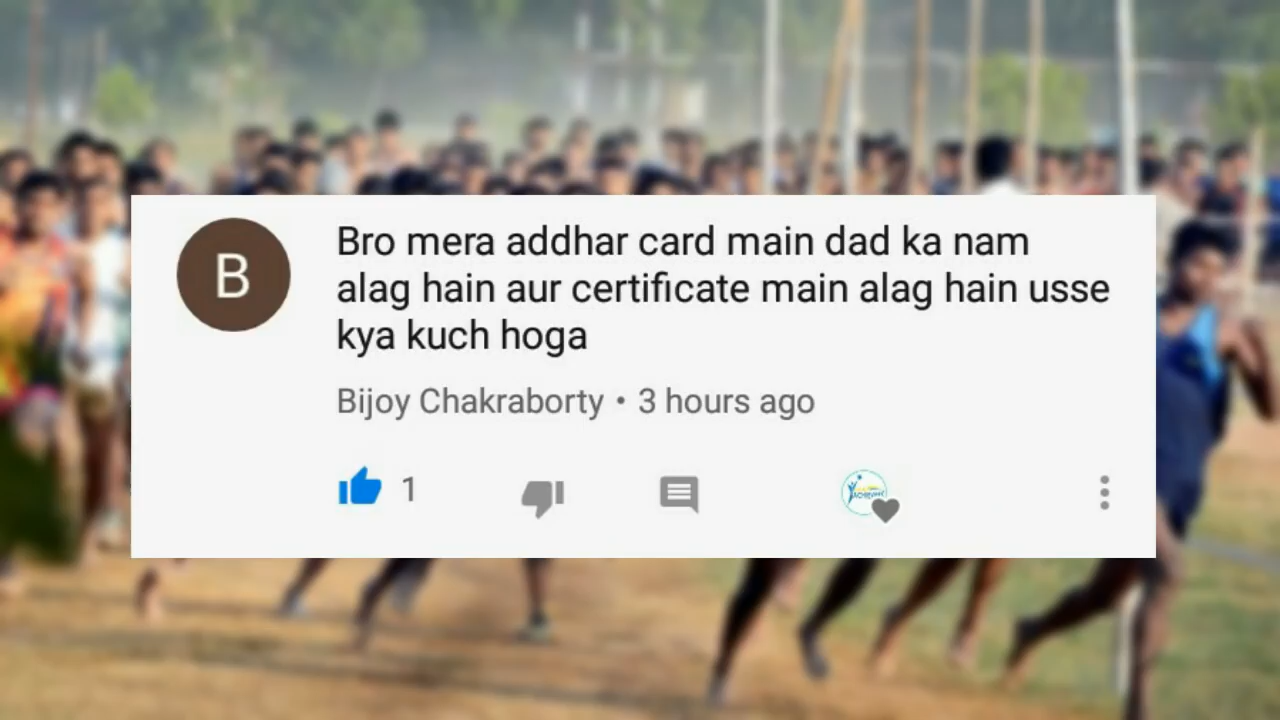 B
Bro mera addhar card main dad ka nam
alag hain aur certificate main alag hain usse
kya kuch hoga
Bijoy Chakraborty • 3 hours ago
1